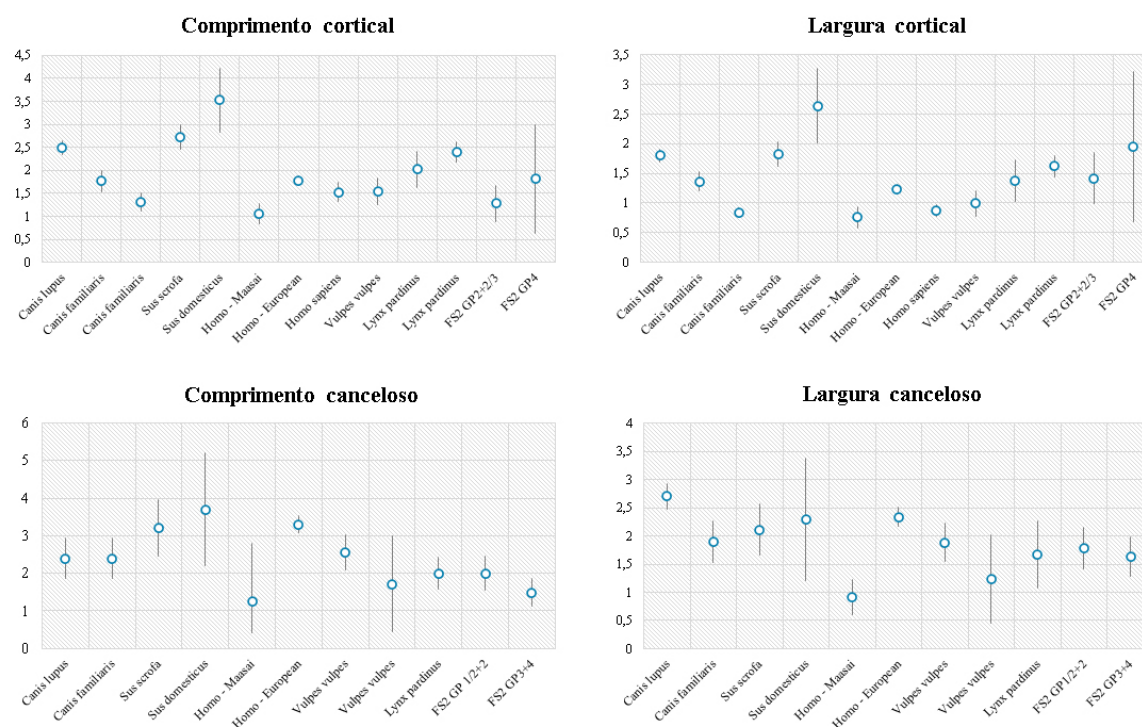 Comprimento cortical
4,5
4
3,5
3
2,5
2
1,5
1
0,5
0
Canis lupus
Canis familiaris
Canis familiaris
Sus scrofa
Sus domesticus
Homo - Maasai
Homo - European
Homo sapiens
Vulpes vulpes
Lynx pardinus
Lynx pardinus
FS2 GP2+2/3
FS2 GP4
Largura cortical
3,5
3
2,5
2
1,5
1
0,5
0
Canis lupus
Canis familiaris
Canis familiaris
Sus scrofa
Sus domesticus
Homo - Maasai
Homo - European
Homo sapiens
Vulpes vulpes
Lynx pardinus
Lynx pardinus
FS2 GP2+2/3
FS2 GP4
Comprimento canceloso
6
5
4
3
2
1
0
Canis lupus
Canis familiaris
Sus scrofa
Sus domesticus
Homo - Maasai
Homo - European
Vulpes vulpes
Vulpes vulpes
Lynx pardinus
FS2 GP 1/2+2
FS2 GP3+4
Largura canceloso
4
3,5
3
2,5
2
1,5
1
0,5
0
Canis lupus
Canis familiaris
Sus scrofa
Sus domesticus
Homo - Maasai
Homo - European
Vulpes vulpes
Vulpes vulpes
Lynx pardinus
FS2 GP1/2+2
FS2 GP3+4